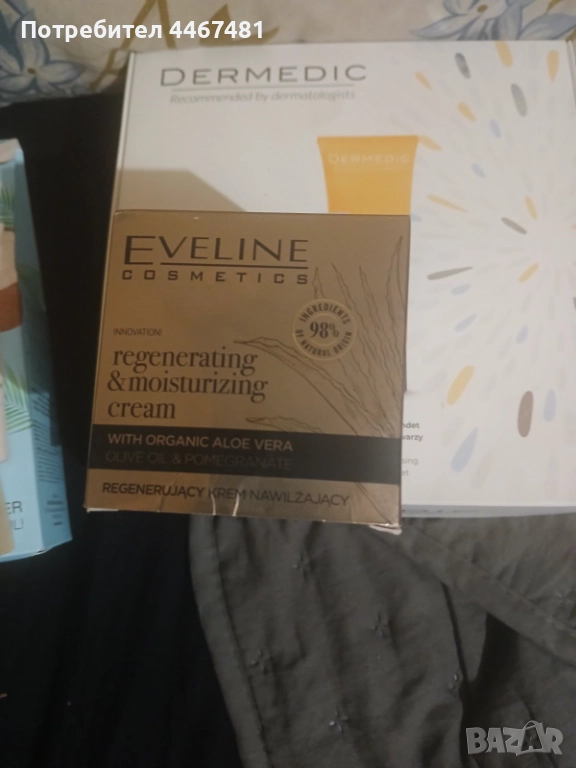 Потребител 4467481
DERMEDIC
Recommended by dermatologists
DERMEDIC
EVELINE
COSMETICS
INGREDIENTS
98%
OF NATURAL ORIGIN
INNOVATION!
regenerating
& moisturizing
cream
WITH ORGANIC ALOE VERA
OLIVE OIL & POMEGRANATE
REGENERUJĄCY KREM NAWILŻAJĄCY
BAZAR